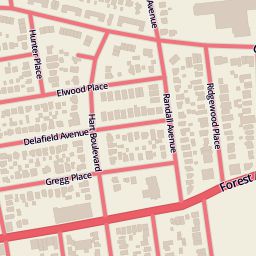 Avenue
Hunter Place
Elwood Place
Randall Avenue
Ridgewood Place
Delafield Avenue
Hart Boulevard
Gregg Place
Forest